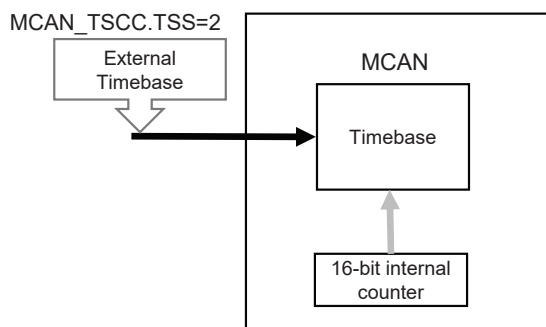 MCAN_TSCC.TSS=2
External
Timebase
MCAN
Timebase
16-bit internal
counter